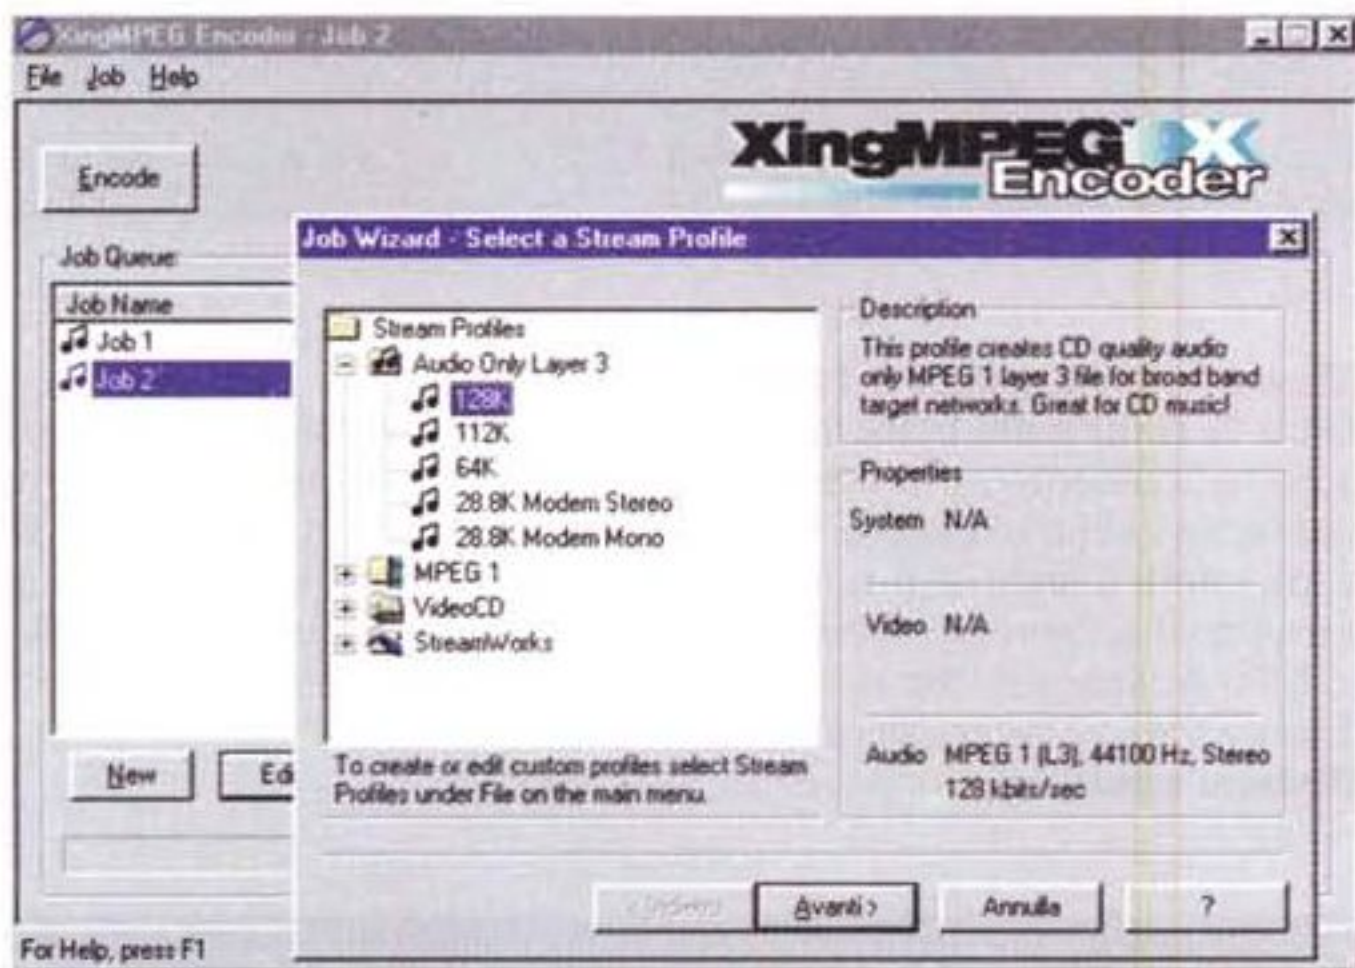 XingMPEG Encoder - Job 2
File Job Help
XingMPEG™ X
Encoder
Encode
Job Queue:
Job Name
Job 1
Job 2
New
Edi
For Help, press F1
Job Wizard - Select a Stream Profile
Stream Profiles
Audio Only Layer 3
128K
112K
64K
28.8K Modem Stereo
28.8K Modem Mono
MPEG 1
VideoCD
StreamWorks
To create or edit custom profiles select Stream
Profiles under File on the main menu.
Description
This profile creates CD quality audio
only MPEG 1 layer 3 file for broad band
target networks. Great for CD music!
Properties
System N/A
Video N/A
Audio MPEG 1 (L3), 44100 Hz, Stereo
128 kbits/sec
Avanti >
Annulla
?